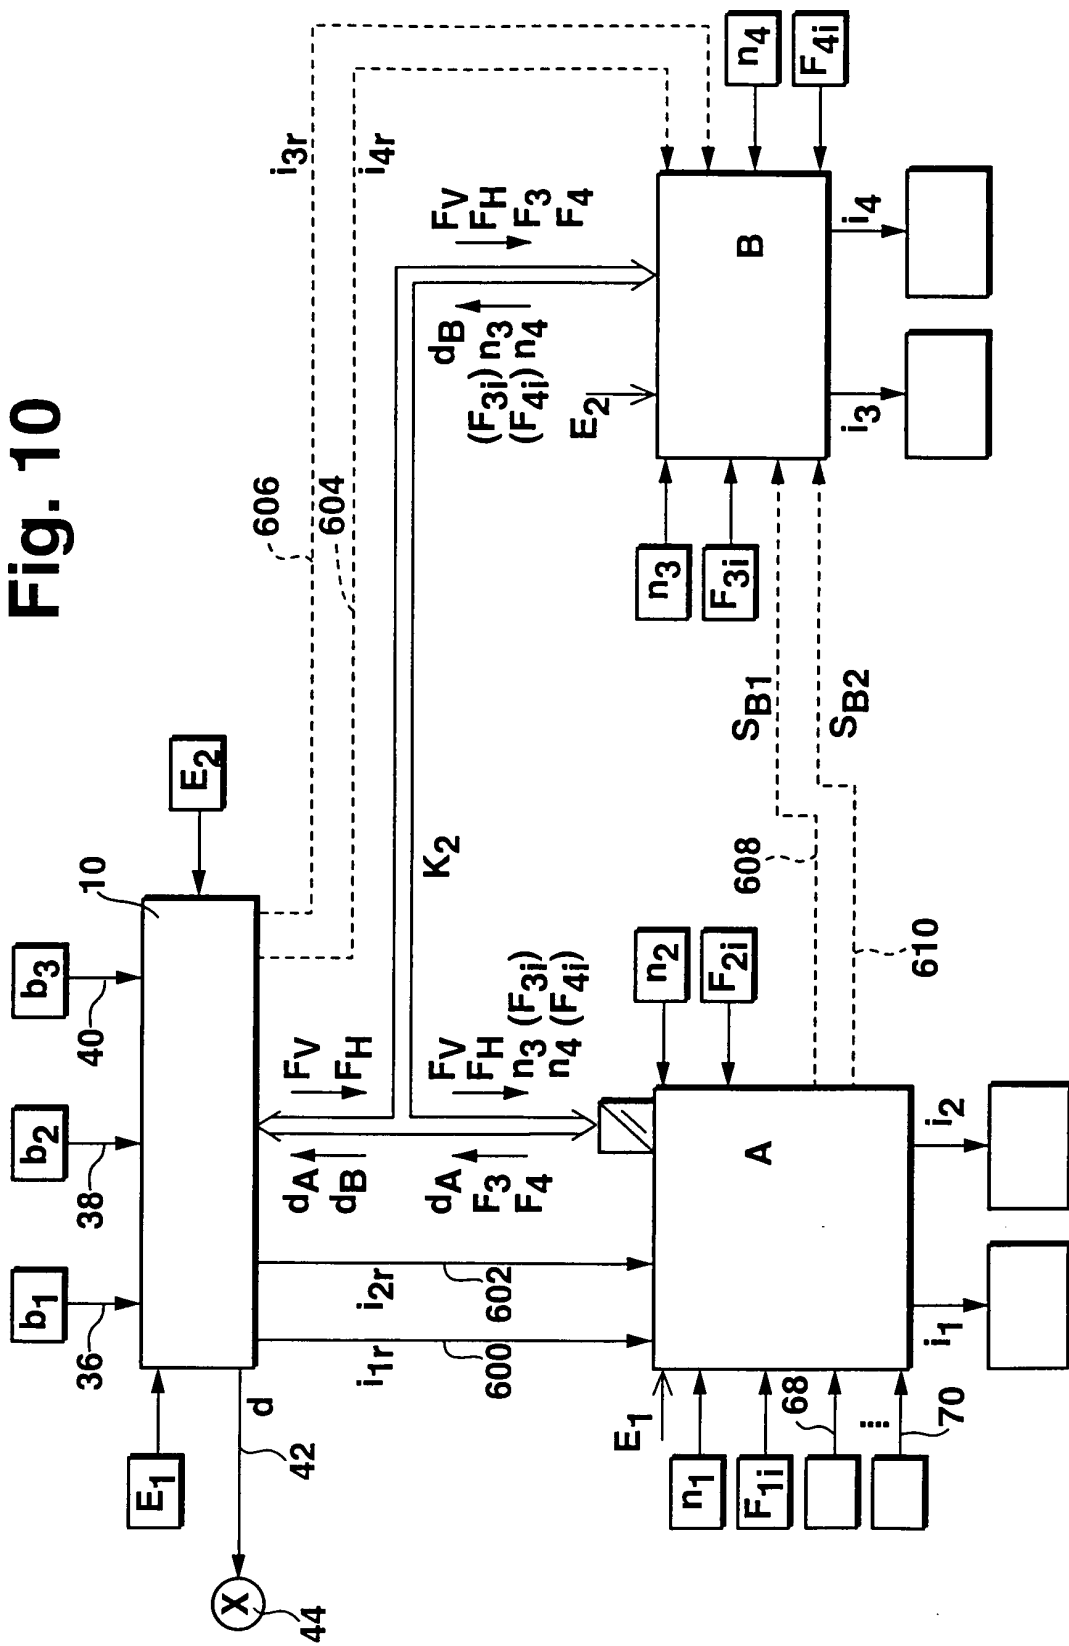 Fig. 10
b1
b2
b3
36
38
40
10
E1
E2
d
42
X
44
FV
FH
dA
dB
i1r
i2r
600
602
K2
606
604
i3r
i4r
FV
FH
n3 (F3i)
n4 (F4i)
dA
F3
F4
FV
FH
F3
F4
dB
(F3i) n3
(F4i) n4
E2
E1
n1
F1i
68
....
70
A
n2
F2i
i1
i2
608
610
SB1
SB2
n3
F3i
B
n4
F4i
i3
i4